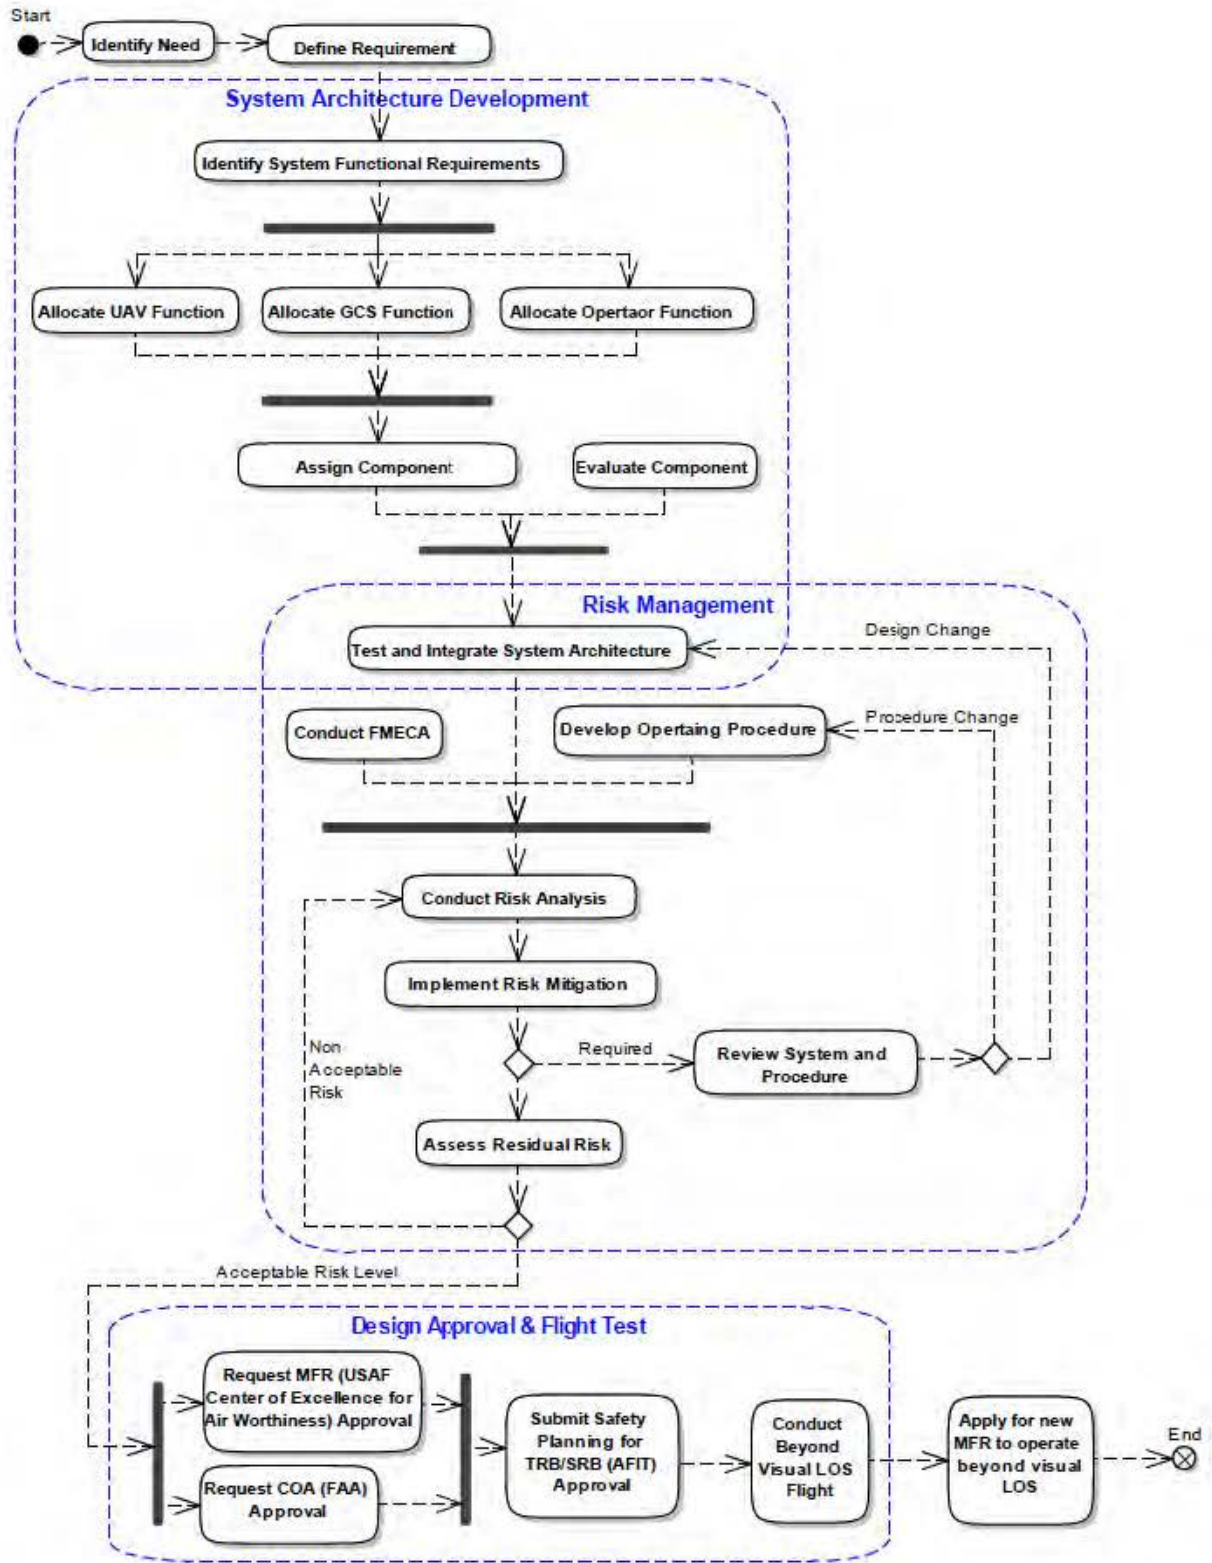 Start
Identify Need
Define Requirement
System Architecture Development
Identify System Functional Requirements
Allocate UAV Function
Allocate GCS Function
Allocate Opertaor Function
Assign Component
Evaluate Component
Risk Management
Design Change
Test and Integrate System Architecture
Procedure Change
Conduct FMECA
Develop Opertaing Procedure
Conduct Risk Analysis
Implement Risk Mitigation
Non
Acceptable
Risk
Required
Review System and
Procedure
Assess Residual Risk
Acceptable Risk Level
Design Approval & Flight Test
Request MFR (USAF
Center of Excellence for
Air Worthiness) Approval
Request COA (FAA)
Approval
Submit Safety
Planning for
TRB/SRB (AFIT)
Approval
Conduct
Beyond
Visual LOS
Flight
Apply for new
MFR to operate
beyond visual
LOS
End